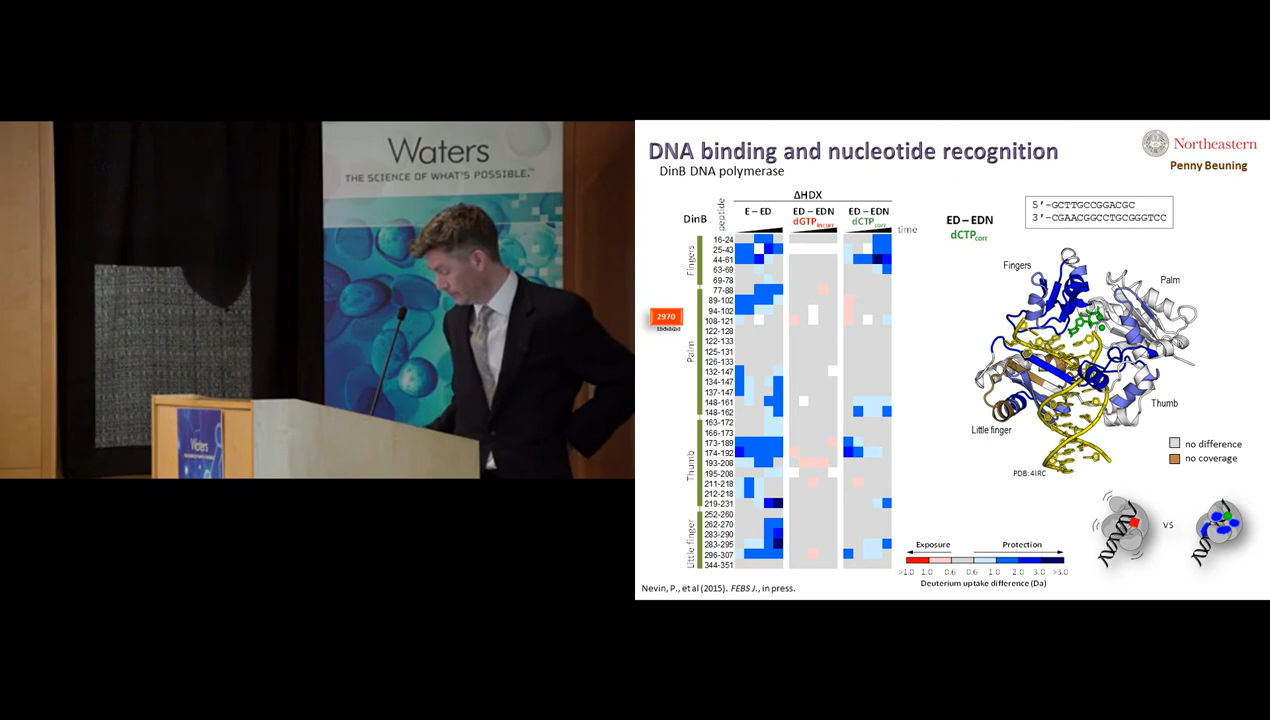 Waters
THE SCIENCE OF WHAT'S POSSIBLE.™
Waters
DNA binding and nucleotide recognition
DinB DNA polymerase
Northeastern
Penny Beuning
ΔHDX
DinB
peptide
E – ED
ED – EDN
dGTPincorr
ED – EDN
dCTPcorr
time
Fingers
16-24
25-43
44-61
63-69
69-78
Palm
77-88
89-102
94-102
108-121
122-128
122-133
125-131
126-133
132-147
134-147
137-147
148-161
148-162
163-172
Thumb
166-173
173-189
174-192
193-208
195-208
211-218
212-218
219-231
Little finger
252-260
262-270
283-290
283-295
296-307
344-351
2970
ED – EDN
dCTPcorr
5'-GCTTGCCGGACGC
3'-CGAACGGCCTGCGGGTCC
Fingers
Palm
Thumb
Little finger
PDB: 4IRC
no difference
no coverage
vs
Exposure
Protection
>1.0 1.0 0.6 0.6 1.0 2.0 3.0 >3.0
Deuterium uptake difference (Da)
Nevin, P., et al (2015). FEBS J., in press.